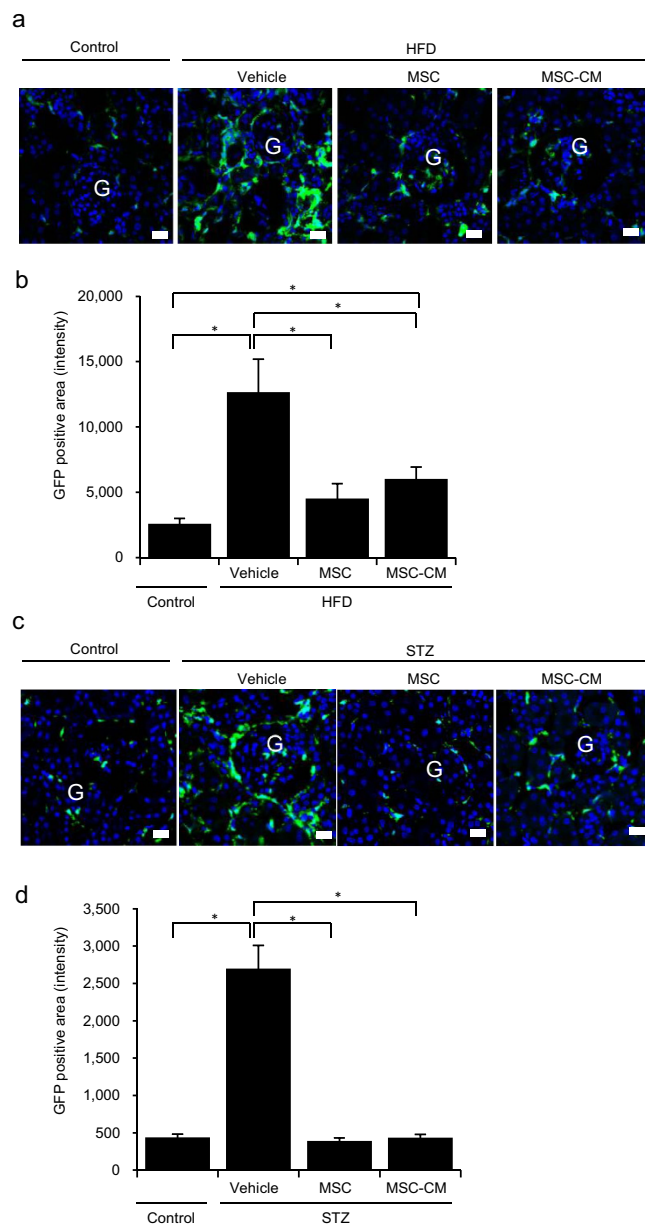 a
Control HFD
Vehicle MSC MSC-CM
G G G G
b
* 
* *
*
GFP positive area (intensity)
20,000
15,000
10,000
5,000
0
Vehicle MSC MSC-CM
Control HFD
c
Control STZ
Vehicle MSC MSC-CM
G G G G
d
*
* *
GFP positive area (intensity)
3,500
3,000
2,500
2,000
1,500
1,000
500
0
Vehicle MSC MSC-CM
Control STZ